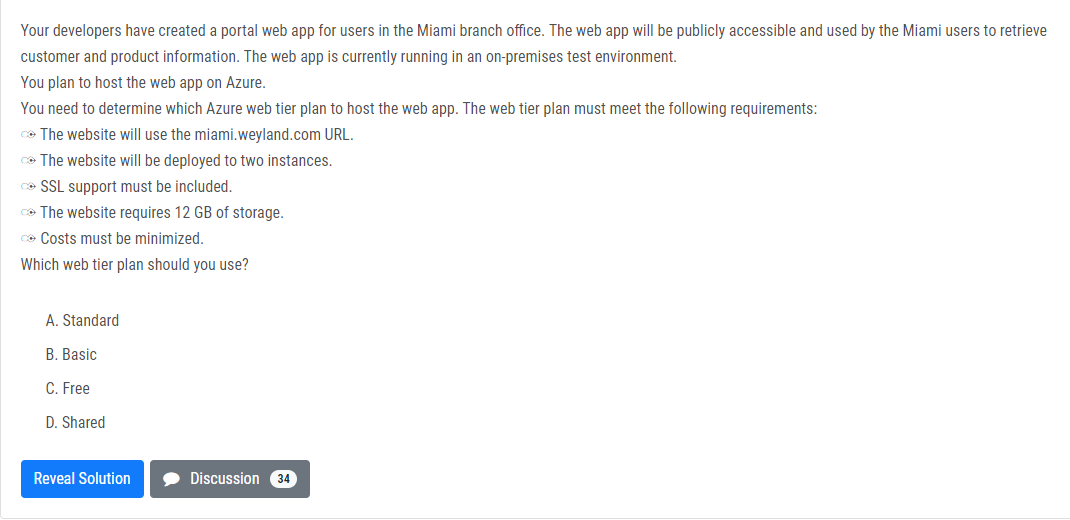 Your developers have created a portal web app for users in the Miami branch office. The web app will be publicly accessible and used by the Miami users to retrieve
customer and product information. The web app is currently running in an on-premises test environment.
You plan to host the web app on Azure.
You need to determine which Azure web tier plan to host the web app. The web tier plan must meet the following requirements:
The website will use the miami.weyland.com URL.
The website will be deployed to two instances.
SSL support must be included.
The website requires 12 GB of storage.
Costs must be minimized.
Which web tier plan should you use?
A. Standard
B. Basic
C. Free
D. Shared
Reveal Solution Discussion 34